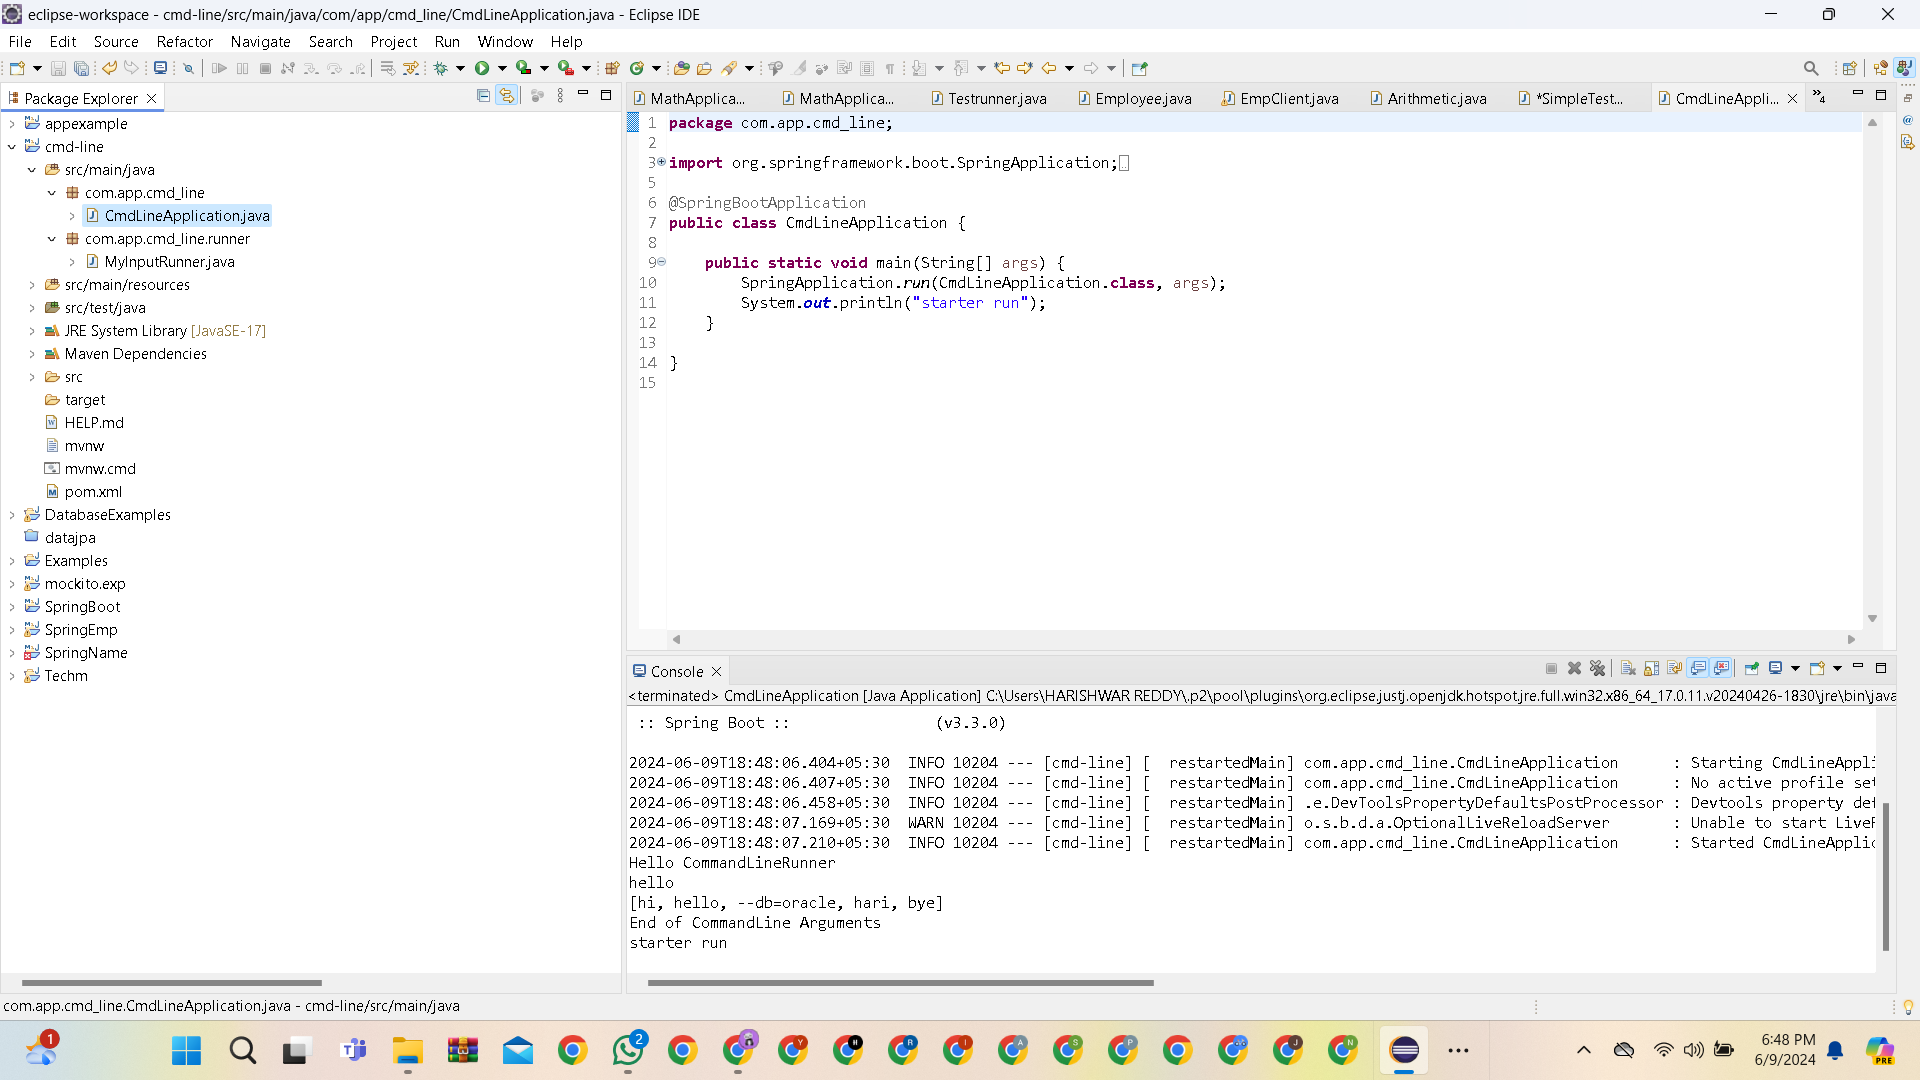 eclipse-workspace - cmd-line/src/main/java/com/app/cmd_line/CmdLineApplication.java - Eclipse IDE
File Edit Source Refactor Navigate Search Project Run Window Help
Package Explorer
appexample
cmd-line
src/main/java
com.app.cmd_line
CmdLineApplication.java
com.app.cmd_line.runner
MyInputRunner.java
src/main/resources
src/test/java
JRE System Library [JavaSE-17]
Maven Dependencies
src
target
HELP.md
mvnw
mvnw.cmd
pom.xml
DatabaseExamples
datajpa
Examples
mockito.exp
SpringBoot
SpringEmp
SpringName
Techm
MathApplica... MathApplica... Testrunner.java Employee.java EmpClient.java Arithmetic.java *SimpleTest... CmdLineAppli... »4
1 package com.app.cmd_line;
2
3 import org.springframework.boot.SpringApplication;
5
6 @SpringBootApplication
7 public class CmdLineApplication {
8
9 public static void main(String[] args) {
10 SpringApplication.run(CmdLineApplication.class, args);
11 System.out.println("starter run");
12 }
13
14 }
15
Console
<terminated> CmdLineApplication [Java Application] C:\Users\HARISHWAR REDDY\.p2\pool\plugins\org.eclipse.justj.openjdk.hotspot.jre.full.win32.x86_64_17.0.11.v20240426-1830\jre\bin\java
:: Spring Boot :: (v3.3.0)
2024-06-09T18:48:06.404+05:30 INFO 10204 --- [cmd-line] [ restartedMain] com.app.cmd_line.CmdLineApplication : Starting CmdLineAppli
2024-06-09T18:48:06.407+05:30 INFO 10204 --- [cmd-line] [ restartedMain] com.app.cmd_line.CmdLineApplication : No active profile set
2024-06-09T18:48:06.458+05:30 INFO 10204 --- [cmd-line] [ restartedMain] .e.DevToolsPropertyDefaultsPostProcessor : Devtools property def
2024-06-09T18:48:07.169+05:30 WARN 10204 --- [cmd-line] [ restartedMain] o.s.b.d.a.OptionalLiveReloadServer : Unable to start LiveR
2024-06-09T18:48:07.210+05:30 INFO 10204 --- [cmd-line] [ restartedMain] com.app.cmd_line.CmdLineApplication : Started CmdLineApplic
Hello CommandLineRunner
hello
[hi, hello, --db=oracle, hari, bye]
End of CommandLine Arguments
starter run
com.app.cmd_line.CmdLineApplication.java - cmd-line/src/main/java
1
2
6:48 PM
6/9/2024
PRE